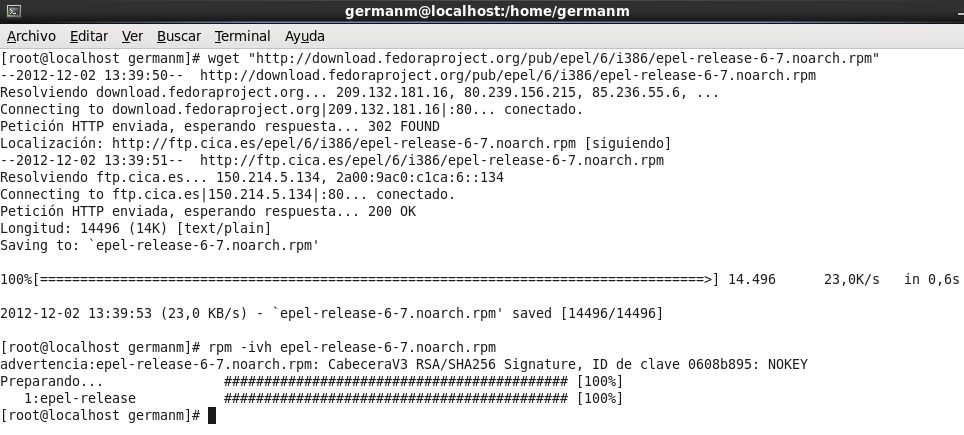 germanm@localhost:/home/germanm
Archivo Editar Ver Buscar Terminal Ayuda
[root@localhost germanm]# wget "http://download.fedoraproject.org/pub/epel/6/i386/epel-release-6-7.noarch.rpm"
--2012-12-02 13:39:50--  http://download.fedoraproject.org/pub/epel/6/i386/epel-release-6-7.noarch.rpm
Resolviendo download.fedoraproject.org... 209.132.181.16, 80.239.156.215, 85.236.55.6, ...
Connecting to download.fedoraproject.org|209.132.181.16|:80... conectado.
Petición HTTP enviada, esperando respuesta... 302 FOUND
Localización: http://ftp.cica.es/epel/6/i386/epel-release-6-7.noarch.rpm [siguiendo]
--2012-12-02 13:39:51--  http://ftp.cica.es/epel/6/i386/epel-release-6-7.noarch.rpm
Resolviendo ftp.cica.es... 150.214.5.134, 2a00:9ac0:c1ca:6::134
Connecting to ftp.cica.es|150.214.5.134|:80... conectado.
Petición HTTP enviada, esperando respuesta... 200 OK
Longitud: 14496 (14K) [text/plain]
Saving to: `epel-release-6-7.noarch.rpm'
100%[===================================================================================>] 14.496      23,0K/s   in 0,6s
2012-12-02 13:39:53 (23,0 KB/s) - `epel-release-6-7.noarch.rpm' saved [14496/14496]
[root@localhost germanm]# rpm -ivh epel-release-6-7.noarch.rpm
advertencia:epel-release-6-7.noarch.rpm: CabeceraV3 RSA/SHA256 Signature, ID de clave 0608b895: NOKEY
Preparando...               ########################################### [100%]
   1:epel-release           ########################################### [100%]
[root@localhost germanm]#